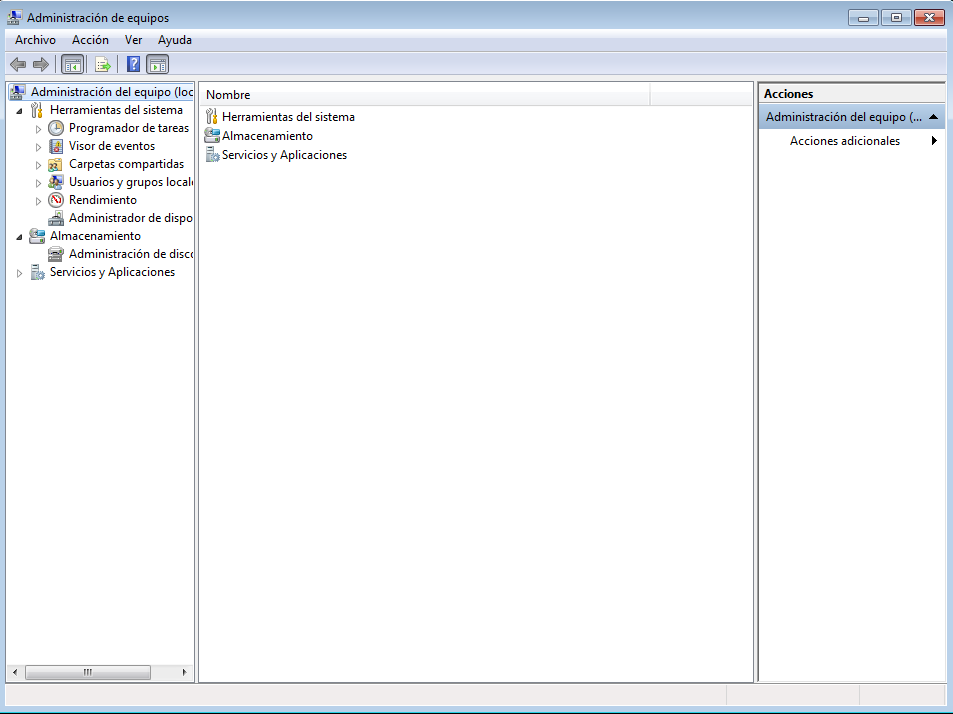 Administración de equipos
Archivo Acción Ver Ayuda
Administración del equipo (loc
Herramientas del sistema
Programador de tareas
Visor de eventos
Carpetas compartidas
Usuarios y grupos locale
Rendimiento
Administrador de dispo
Almacenamiento
Administración de disco
Servicios y Aplicaciones
Nombre
Herramientas del sistema
Almacenamiento
Servicios y Aplicaciones
Acciones
Administración del equipo (...
Acciones adicionales